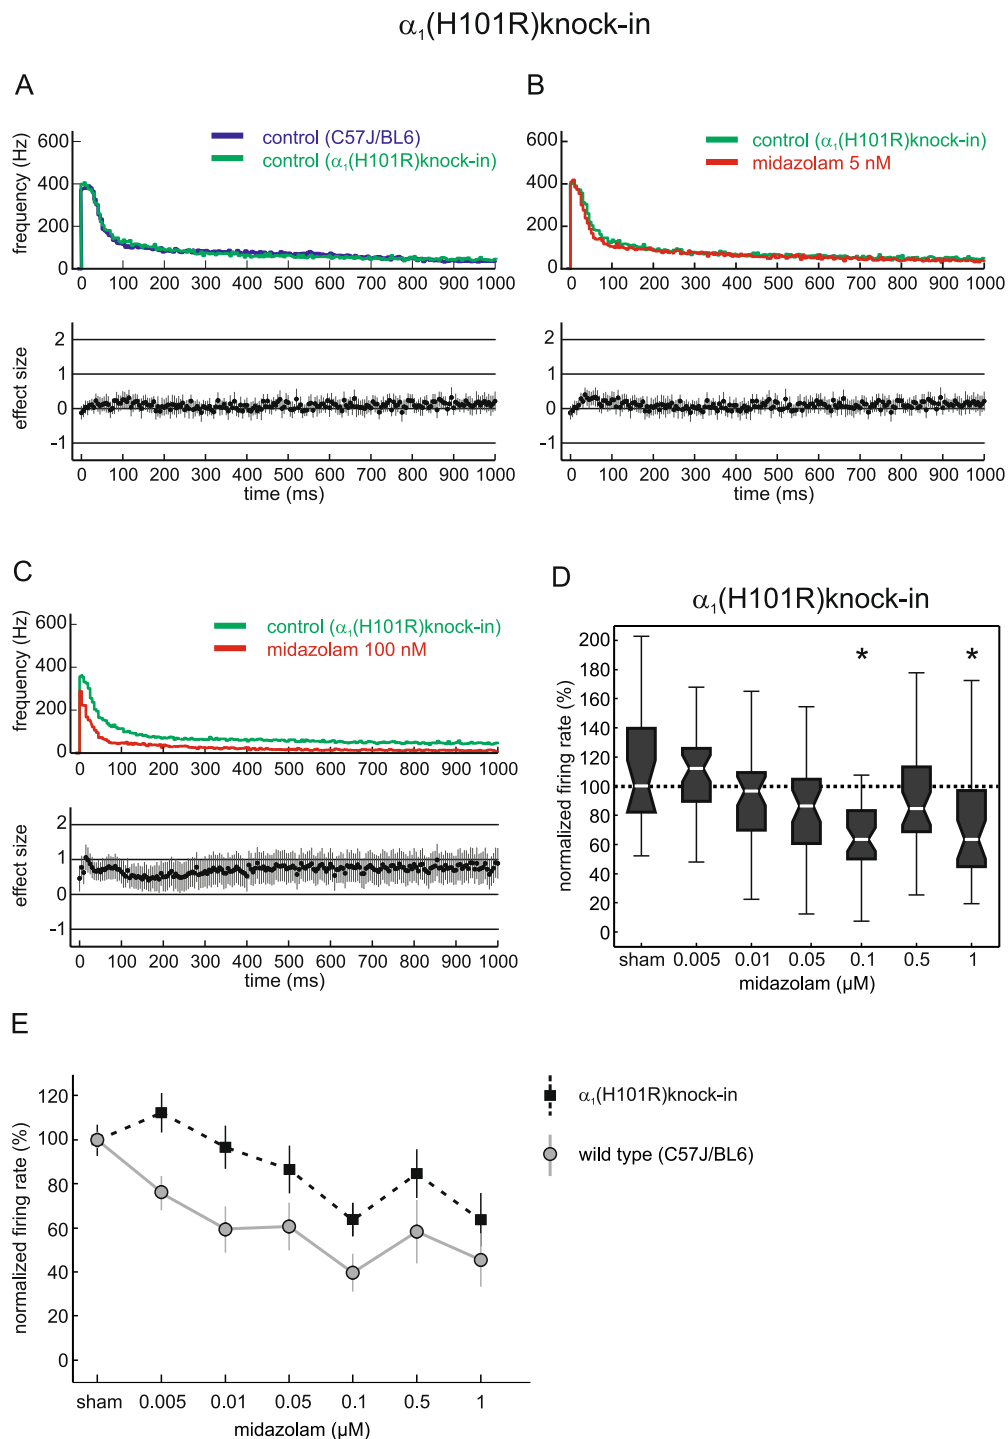 α₁(H101R)knock-in
A
frequency (Hz)
600
400
200
0
control (C57J/BL6)
control (α₁(H101R)knock-in)
0 100 200 300 400 500 600 700 800 900 1000
effect size
2
1
0
-1
0 100 200 300 400 500 600 700 800 900 1000
time (ms)
B
600
400
200
0
control (α₁(H101R)knock-in)
midazolam 5 nM
0 100 200 300 400 500 600 700 800 900 1000
2
1
0
-1
0 100 200 300 400 500 600 700 800 900 1000
time (ms)
C
frequency (Hz)
600
400
200
0
control (α₁(H101R)knock-in)
midazolam 100 nM
0 100 200 300 400 500 600 700 800 900 1000
effect size
2
1
0
-1
0 100 200 300 400 500 600 700 800 900 1000
time (ms)
D
α₁(H101R)knock-in
normalized firing rate (%)
200
180
160
140
120
100
80
60
40
20
0
* *
sham 0.005 0.01 0.05 0.1 0.5 1
midazolam (µM)
E
normalized firing rate (%)
120
100
80
60
40
20
0
sham 0.005 0.01 0.05 0.1 0.5 1
midazolam (µM)
α₁(H101R)knock-in
wild type (C57J/BL6)